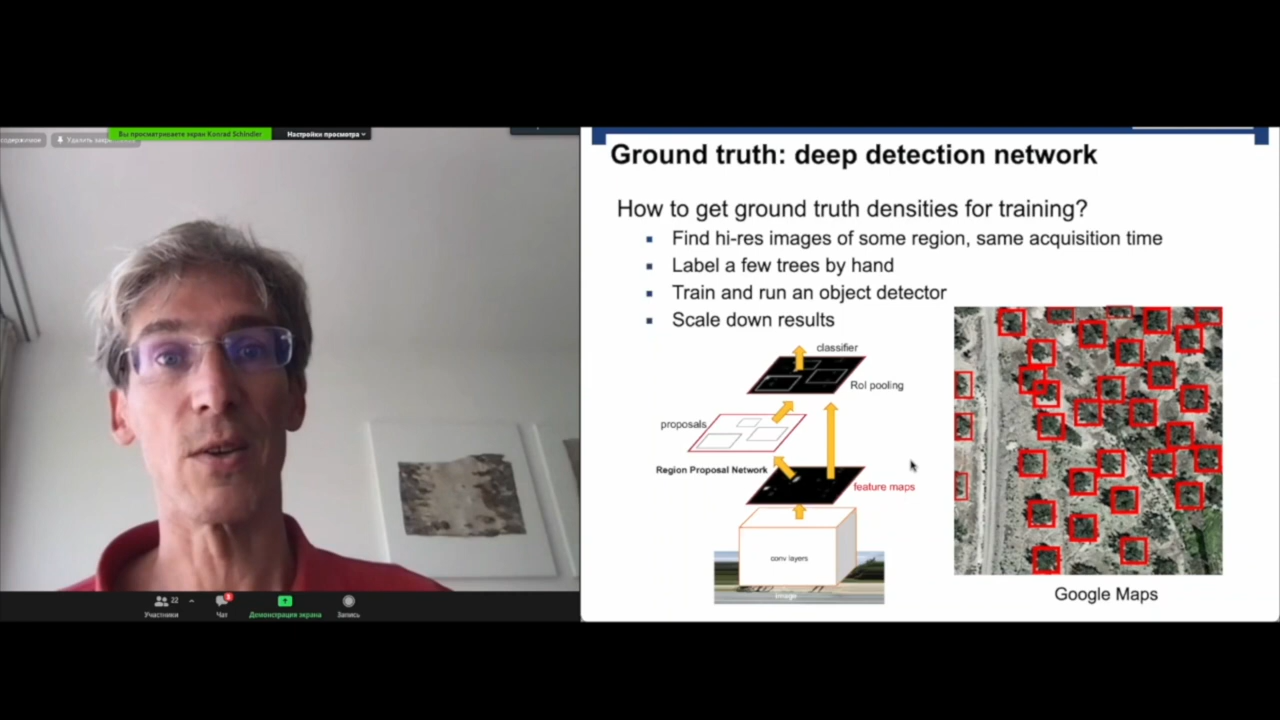 содержимое
Удалить закр
Вы просматриваете экран Konrad Schindler
Настройки просмотра
Ground truth: deep detection network
How to get ground truth densities for training?
Find hi-res images of some region, same acquisition time
Label a few trees by hand
Train and run an object detector
Scale down results
classifier
RoI pooling
proposals
Region Proposal Network
feature maps
conv layers
image
Google Maps
22
3
Участники
Чат
Демонстрация экрана
Запись